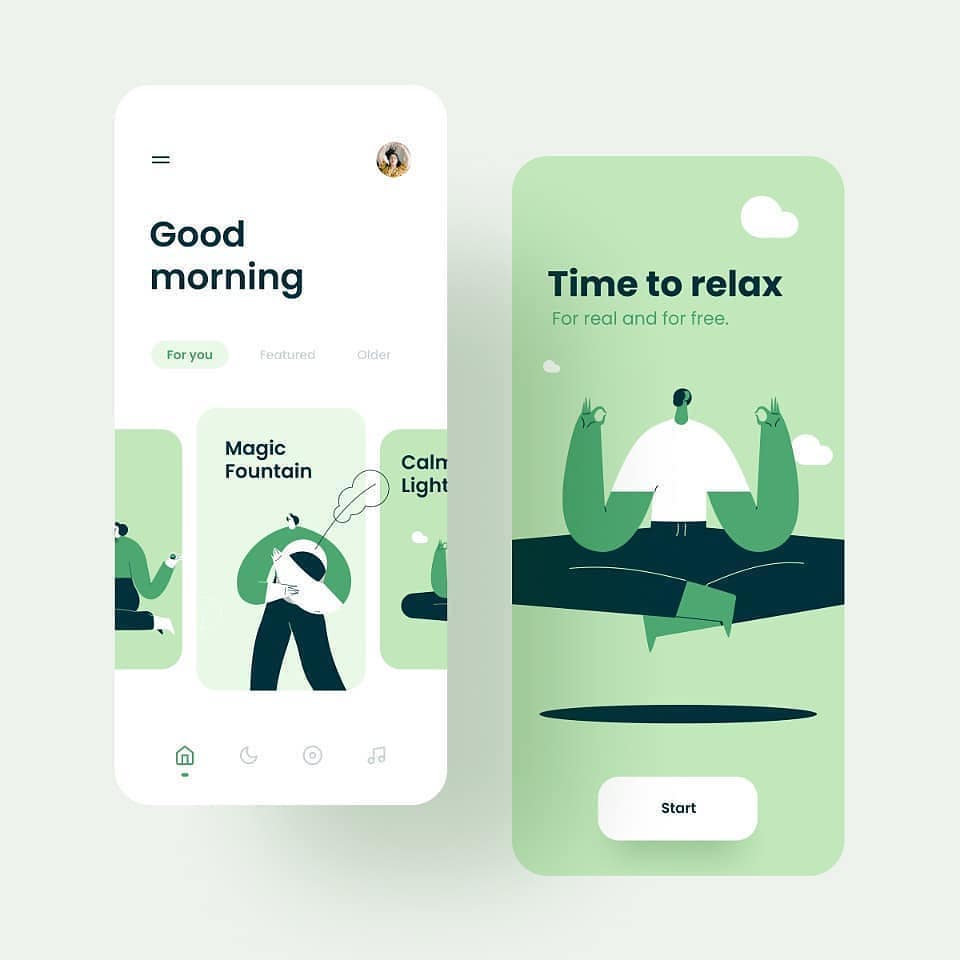 Good
morning
For you
Featured
Older
Magic
Fountain
Calm
Light
Time to relax
For real and for free.
Start